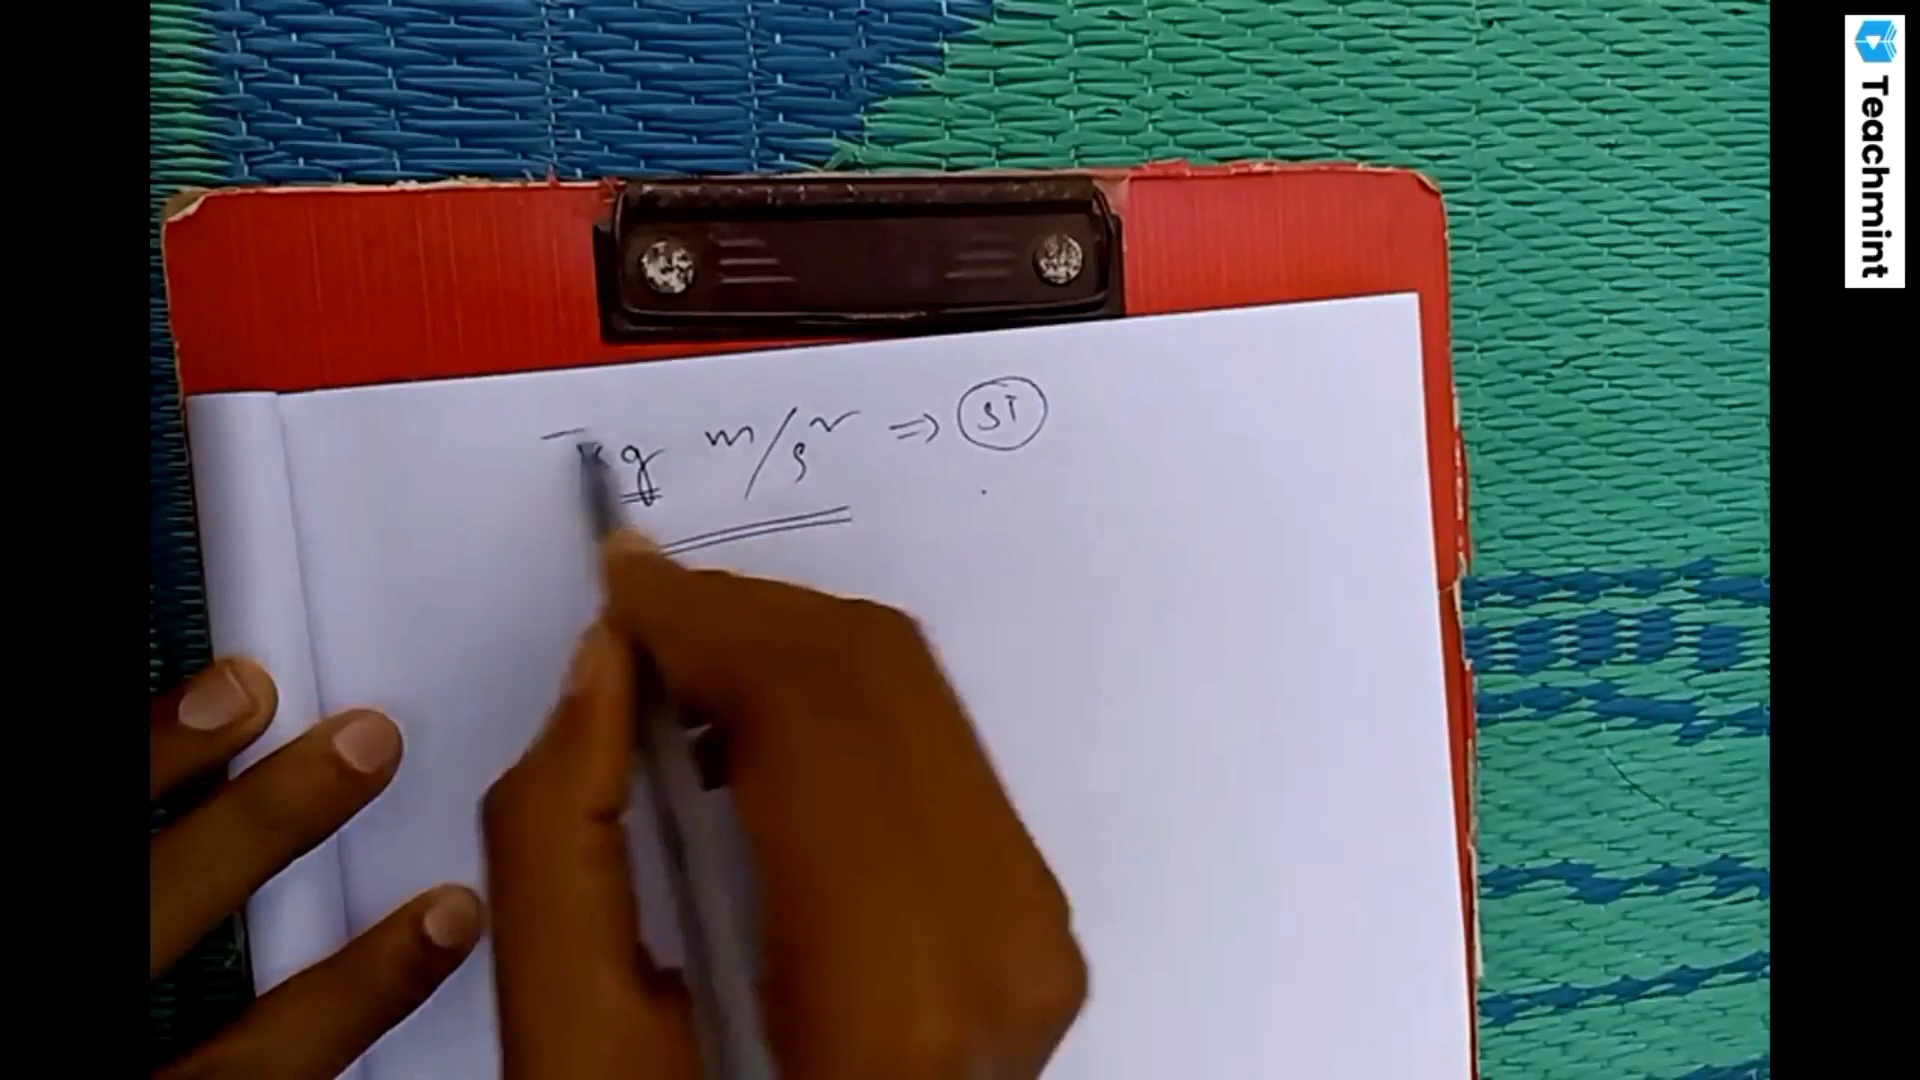 kg m/s² ⇒ SI
Teachmint